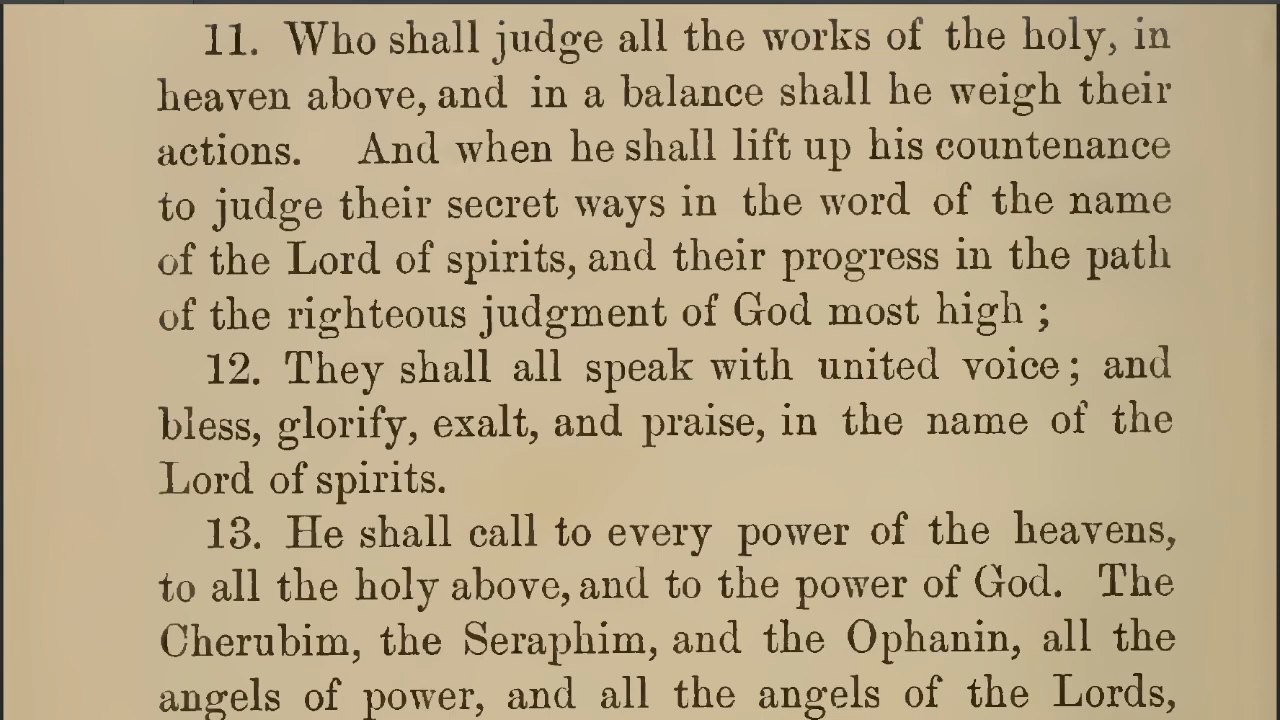 11. Who shall judge all the works of the holy, in
heaven above, and in a balance shall he weigh their
actions. And when he shall lift up his countenance
to judge their secret ways in the word of the name
of the Lord of spirits, and their progress in the path
of the righteous judgment of God most high ;
12. They shall all speak with united voice ; and
bless, glorify, exalt, and praise, in the name of the
Lord of spirits.
13. He shall call to every power of the heavens,
to all the holy above, and to the power of God. The
Cherubim, the Seraphim, and the Ophanin, all the
angels of power, and all the angels of the Lords,